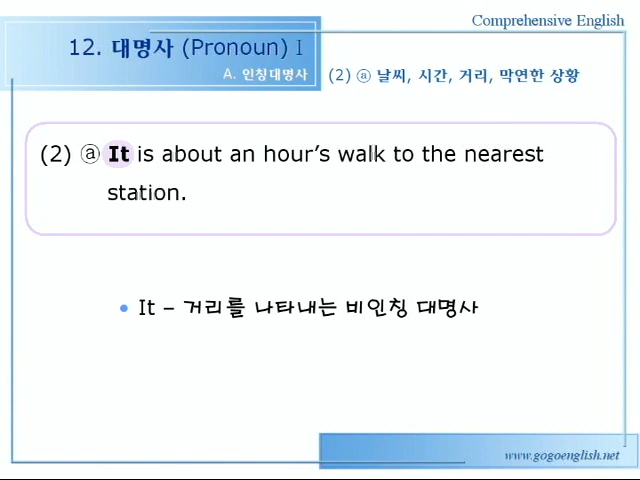 Comprehensive English
12. 대명사 (Pronoun) I
A. 인칭대명사
(2) ⓐ 날씨, 시간, 거리, 막연한 상황
(2) ⓐ It is about an hour's walk to the nearest
station.
• It – 거리를 나타내는 비인칭 대명사
www.gogoenglish.net